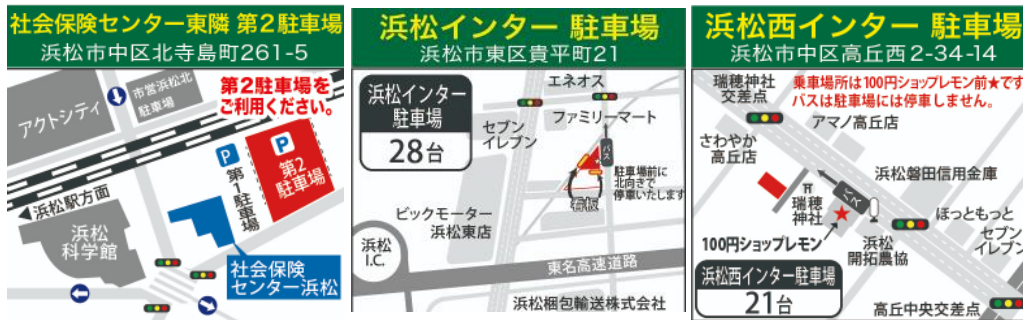 社会保険センター東隣 第2駐車場
浜松市中区北寺島町261-5
第2駐車場を
ご利用ください。
市営浜松北
駐車場
アクトシティ
P
P
第1駐車場
第2
駐車場
浜松駅方面
浜松
科学館
社会保険
センター浜松
浜松インター 駐車場
浜松市東区貴平町21
浜松インター
駐車場
28台
エネオス
セブン
イレブン
ファミリーマート
バス
駐車場前に
北向きで
停車いたします
看板
ビックモーター
浜松東店
浜松
I.C.
東名高速道路
浜松梱包輸送株式会社
浜松西インター 駐車場
浜松市中区高丘西2-34-14
瑞穂神社
交差点
乗車場所は100円ショップレモン前★です
バスは駐車場には停車しません。
アマノ高丘店
さわやか
高丘店
浜松磐田信用金庫
バス
瑞穂
神社
ほっともっと
セブン
イレブン
100円ショップレモン
浜松
開拓農協
浜松西インター駐車場
21台
高丘中央交差点